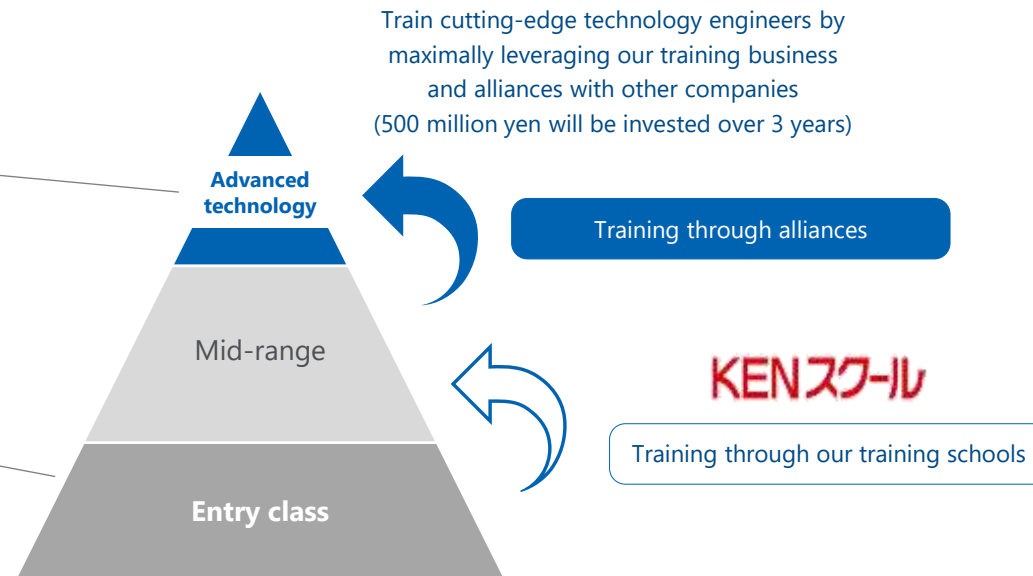 Train cutting-edge technology engineers by
maximally leveraging our training business
and alliances with other companies
(500 million yen will be invested over 3 years)
Advanced
technology
Training through alliances
Mid-range
KENスクール
Training through our training schools
Entry class